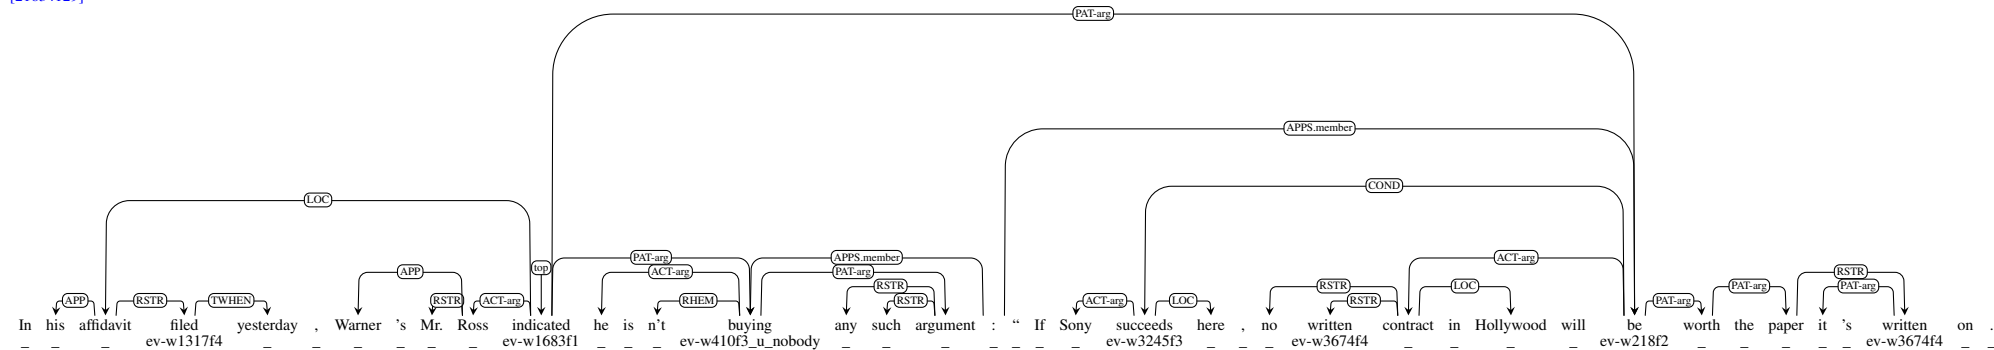 PAT-arg
APPS.member
COND
LOC
PAT-arg APPS.member ACT-arg
top
APP ACT-arg PAT-arg RSTR
RSTR RSTR LOC PAT-arg
APP RSTR TWHEN RSTR ACT-arg RHEM RSTR ACT-arg LOC RSTR PAT-arg PAT-arg
In his affidavit filed yesterday , Warner 's Mr. Ross indicated he is n't buying any such argument : “ If Sony succeeds here , no written contract in Hollywood will be worth the paper it 's written on .
_ _ _ ev-w1317f4 _ _ _ _ _ _ ev-w1683f1 _ _ _ ev-w410f3_u_nobody _ _ _ _ _ _ _ ev-w3245f3 _ _ _ ev-w3674f4 _ _ _ _ ev-w218f2 _ _ _ _ _ ev-w3674f4 _ _